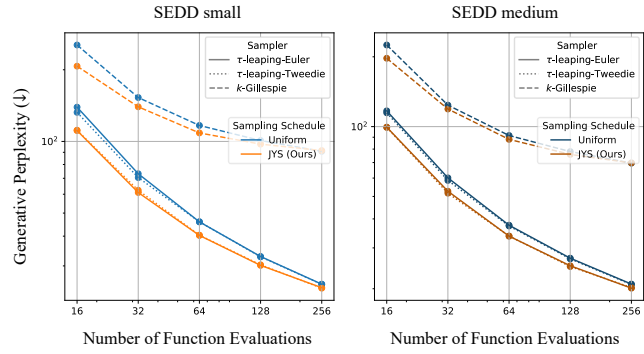 SEDD small
SEDD medium
Generative Perplexity (↓)
10²
Sampler
τ-leaping-Euler
τ-leaping-Tweedie
k-Gillespie
Sampling Schedule
Uniform
JYS (Ours)
16 32 64 128 256
Number of Function Evaluations
10²
Sampler
τ-leaping-Euler
τ-leaping-Tweedie
k-Gillespie
Sampling Schedule
Uniform
JYS (Ours)
16 32 64 128 256
Number of Function Evaluations